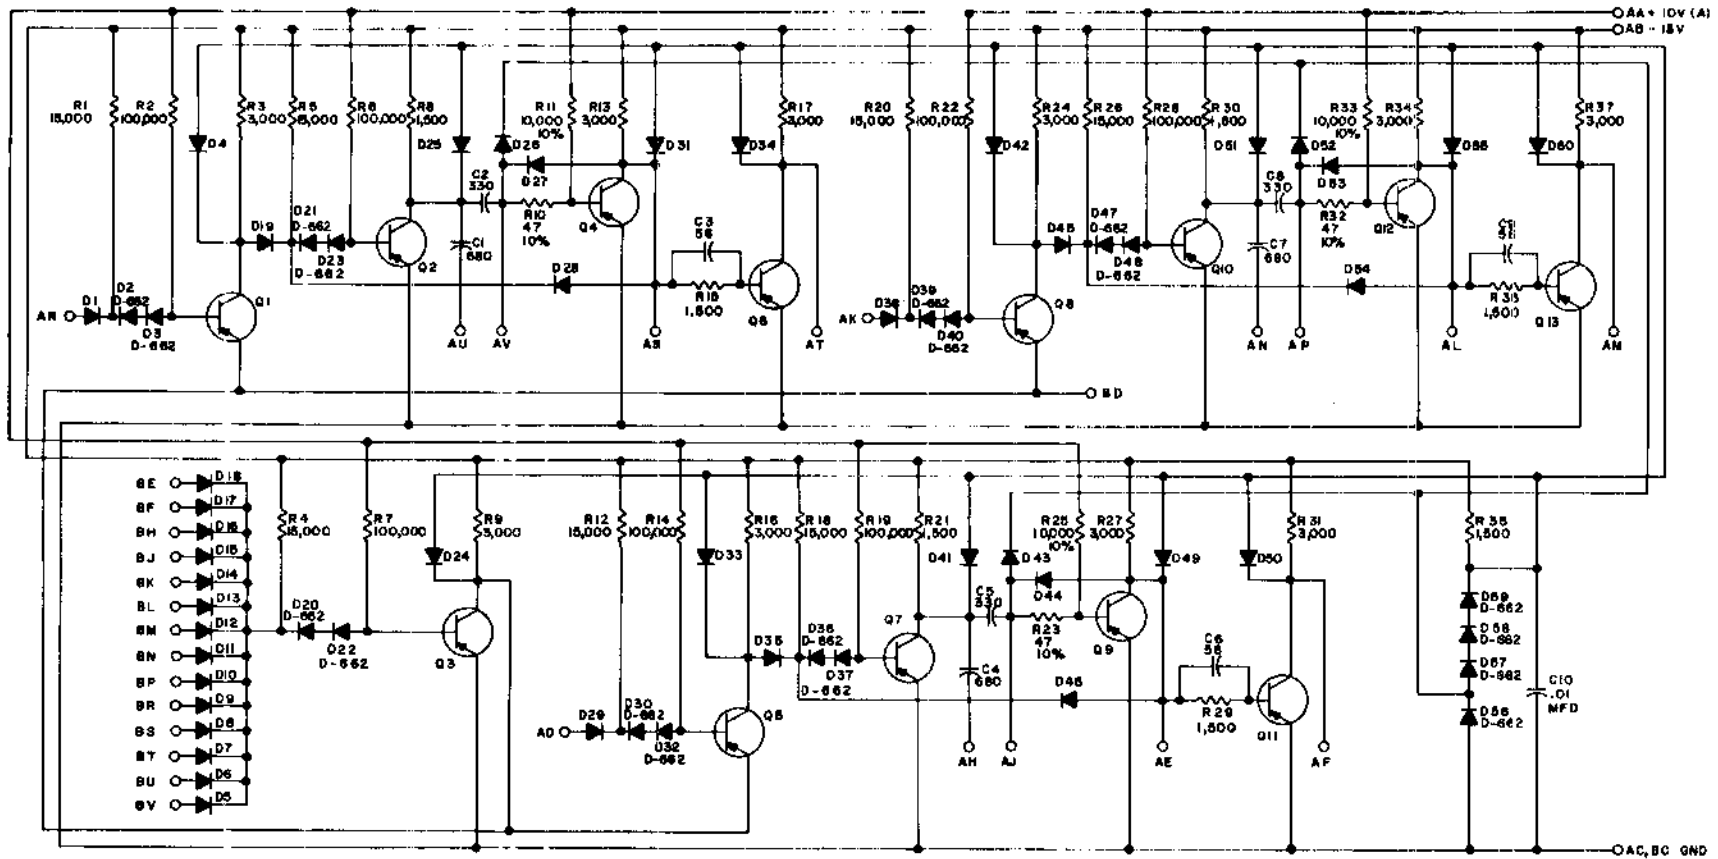 AA + 10V (A)
AB - 15V
R1
15,000
R2
100,000
R3
3,000
R5
15,000
R6
100,000
R8
1,500
R11
10,000
10%
R13
3,000
R17
3,000
R20
15,000
R22
100,000
R24
3,000
R26
15,000
R28
100,000
R30
R33
10,000
10%
R34
3,000
R37
3,000
D4
D25
D26
D27
D31
D34
D42
D51
D52
D53
D55
D60
C2
330
R10
47
10%
Q4
C3
56
C8
330
R32
47
10%
Q12
D19
D21
D-662
D23
D-662
Q2
C1
680
D28
R15
1,500
Q6
D45
D47
D-662
D48
D-662
Q10
C7
680
D54
R35
1,500
Q13
AR
D1
D2
D-662
D3
D-662
Q1
AU
AV
AS
AT
AK
D38
D39
D-662
D40
D-662
Q8
AN
AP
AL
AM
BD
BE
D18
BF
D17
BH
D16
BJ
D15
BK
D14
BL
D13
BM
D12
BN
D11
BP
D10
BR
D9
BS
D8
BT
D7
BU
D6
BV
D5
R4
15,000
R7
100,000
D24
R9
3,000
R12
15,000
R14
100,000
D33
R16
3,000
R18
15,000
R19
100,000
R21
1,500
D41
D43
R25
10,000
10%
R27
3,000
D49
D50
R31
3,000
R36
1,500
D44
C5
330
R23
47
10%
Q9
D20
D-662
D22
D-662
Q3
Q7
D35
D36
D-662
D37
D-662
C4
680
D46
C6
56
R29
1,500
Q11
D59
D-662
D58
D-662
D57
D-662
D56
D-662
C10
.01
MFD
AD
D29
D30
D-662
D32
D-662
Q5
AH
AJ
AE
AF
AC, BC GND